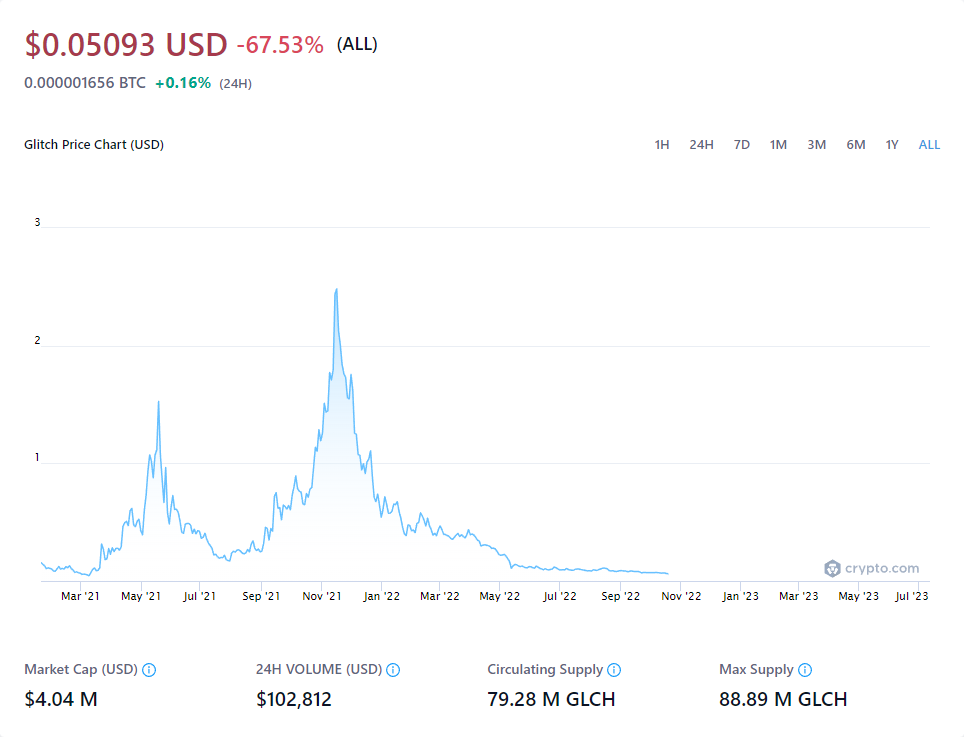 $0.05093 USD -67.53% (ALL)
0.000001656 BTC +0.16% (24H)
Glitch Price Chart (USD) 1H 24H 7D 1M 3M 6M 1Y ALL
3
2
1
crypto.com
Mar '21 May '21 Jul '21 Sep '21 Nov '21 Jan '22 Mar '22 May '22 Jul '22 Sep '22 Nov '22 Jan '23 Mar '23 May '23 Jul '23
Market Cap (USD) 24H VOLUME (USD) Circulating Supply Max Supply
$4.04 M $102,812 79.28 M GLCH 88.89 M GLCH